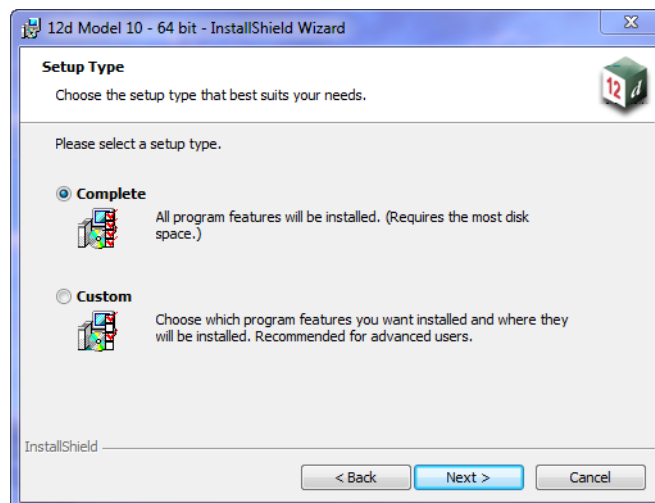 12d Model 10 - 64 bit - InstallShield Wizard
Setup Type
Choose the setup type that best suits your needs.
12 d
Please select a setup type.
Complete
All program features will be installed. (Requires the most disk
space.)
Custom
Choose which program features you want installed and where they
will be installed. Recommended for advanced users.
InstallShield
< Back Next > Cancel